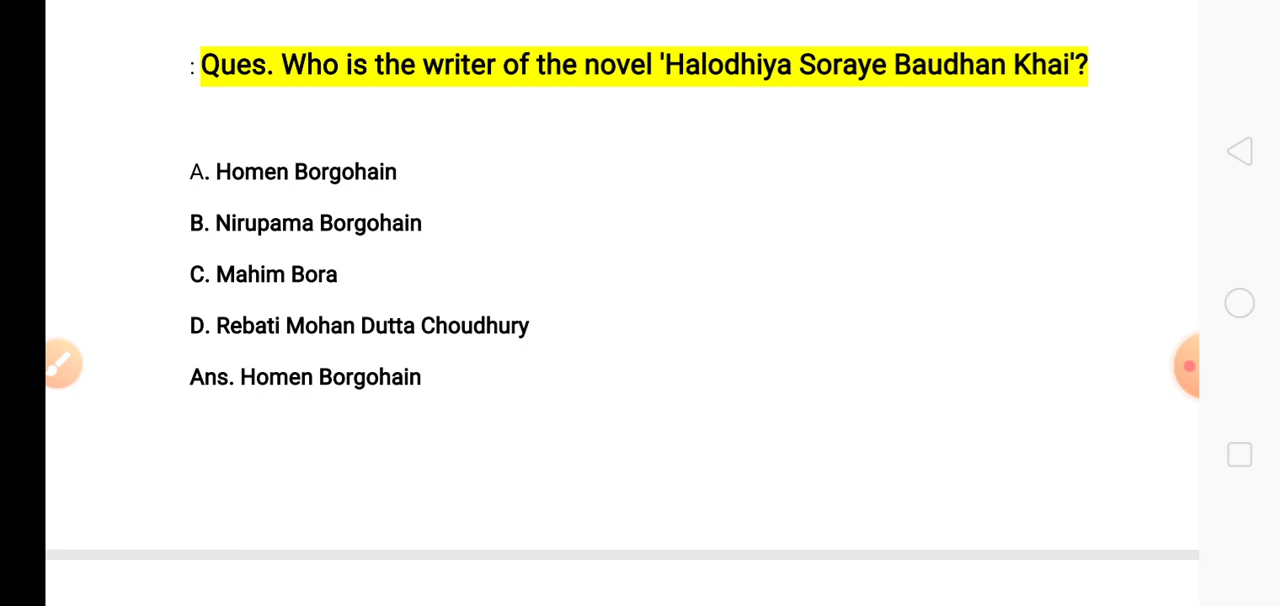 : Ques. Who is the writer of the novel 'Halodhiya Soraye Baudhan Khai'?
A. Homen Borgohain
B. Nirupama Borgohain
C. Mahim Bora
D. Rebati Mohan Dutta Choudhury
Ans. Homen Borgohain